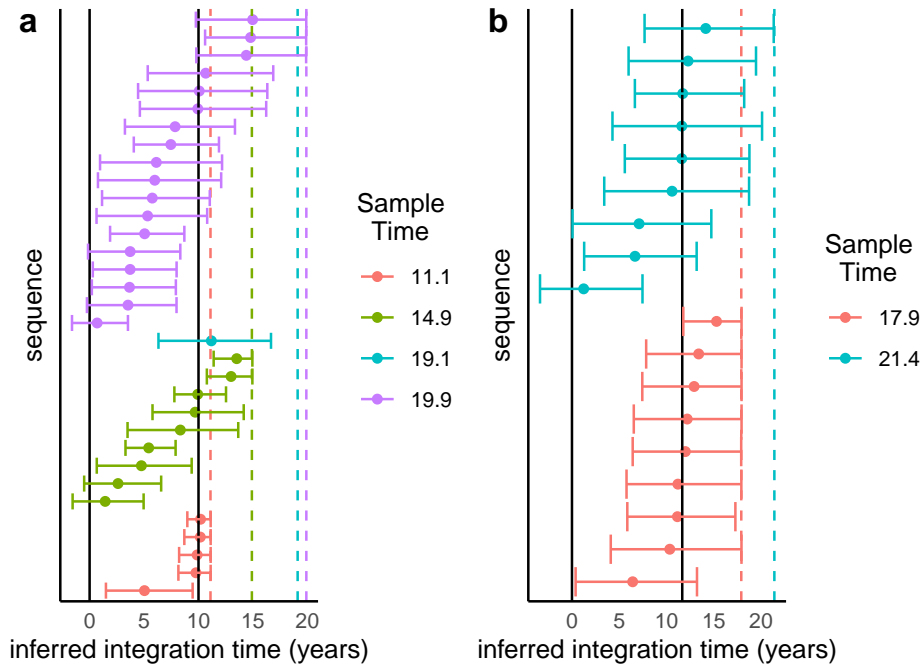 a
sequence
0 5 10 15 20
inferred integration time (years)
Sample
Time
11.1
14.9
19.1
19.9
b
sequence
0 5 10 15 20
inferred integration time (years)
Sample
Time
17.9
21.4